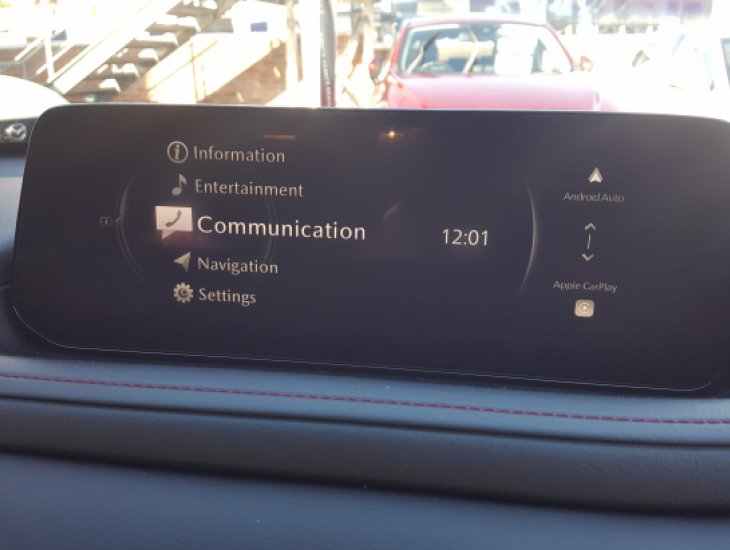 Information
Entertainment
Communication
Navigation
Settings
12:01
Android Auto
Apple CarPlay